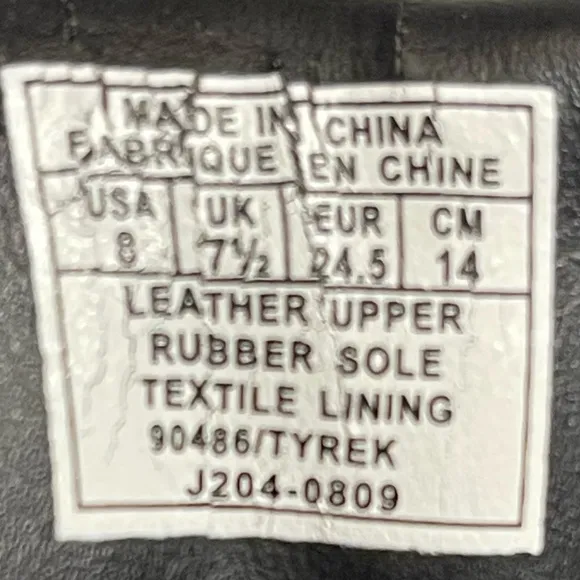 MADE IN CHINA
FABRIQUE EN CHINE
USA UK EUR CM
8 7½ 24.5 14
LEATHER UPPER
RUBBER SOLE
TEXTILE LINING
90486/TYREK
J204-0809